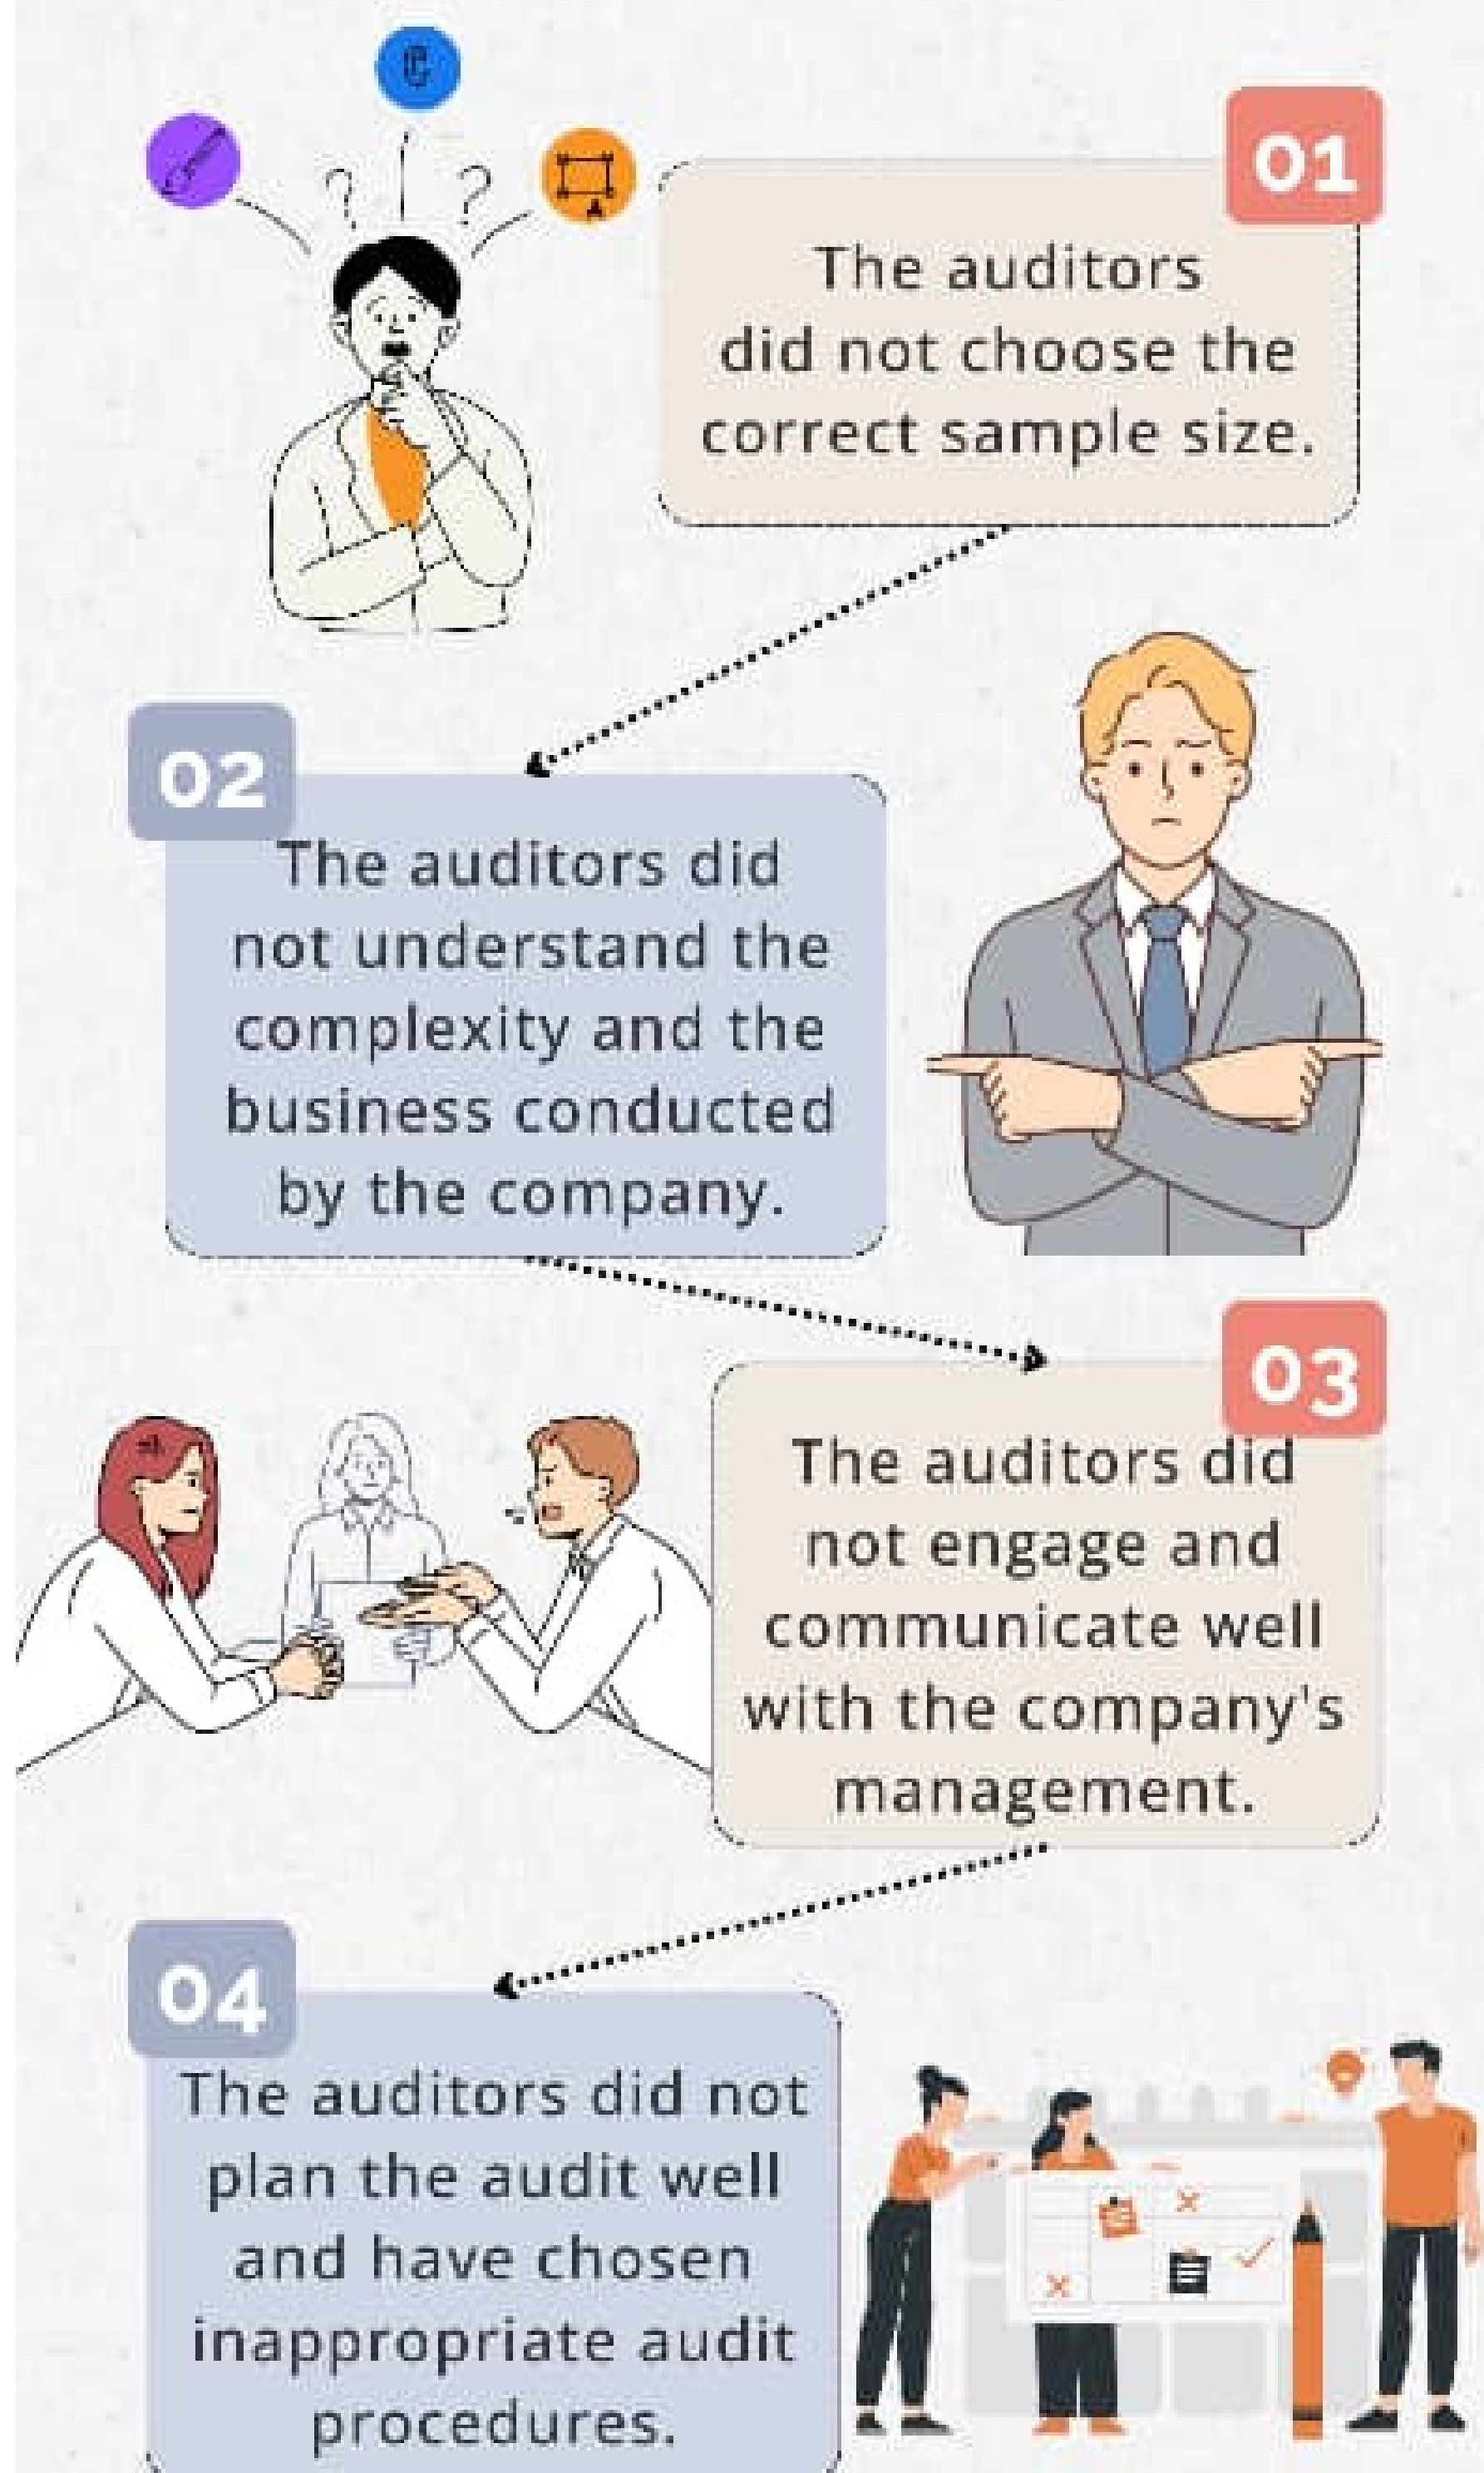 01
The auditors
did not choose the
correct sample size.
02
The auditors did
not understand the
complexity and the
business conducted
by the company.
03
The auditors did
not engage and
communicate well
with the company's
management.
04
The auditors did not
plan the audit well
and have chosen
inappropriate audit
procedures.